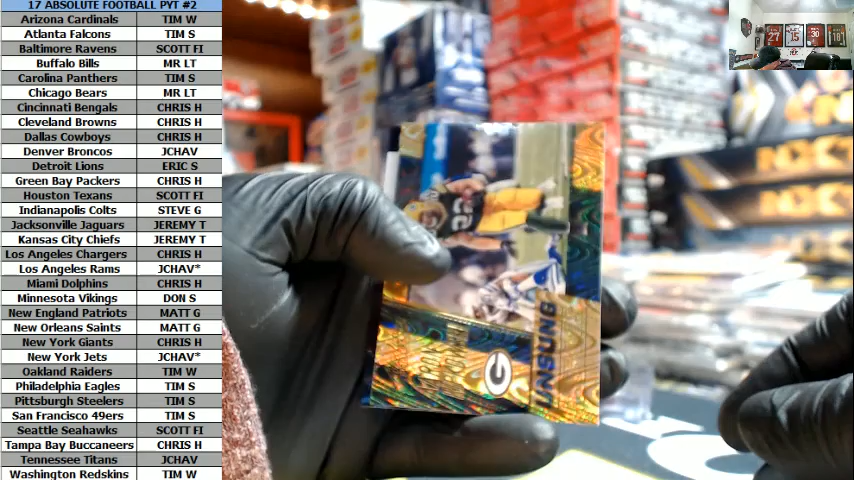 17 ABSOLUTE FOOTBALL PYT #2
Arizona Cardinals TIM W
Atlanta Falcons TIM S
Baltimore Ravens SCOTT FI
Buffalo Bills MR LT
Carolina Panthers TIM S
Chicago Bears MR LT
Cincinnati Bengals CHRIS H
Cleveland Browns CHRIS H
Dallas Cowboys CHRIS H
Denver Broncos JCHAV
Detroit Lions ERIC S
Green Bay Packers CHRIS H
Houston Texans SCOTT FI
Indianapolis Colts STEVE G
Jacksonville Jaguars JEREMY T
Kansas City Chiefs JEREMY T
Los Angeles Chargers CHRIS H
Los Angeles Rams JCHAV*
Miami Dolphins CHRIS H
Minnesota Vikings DON S
New England Patriots MATT G
New Orleans Saints MATT G
New York Giants CHRIS H
New York Jets JCHAV*
Oakland Raiders TIM W
Philadelphia Eagles TIM S
Pittsburgh Steelers TIM S
San Francisco 49ers TIM S
Seattle Seahawks SCOTT FI
Tampa Bay Buccaneers CHRIS H
Tennessee Titans JCHAV
Washington Redskins TIM W
UNSUNG
G
27
15
30
18